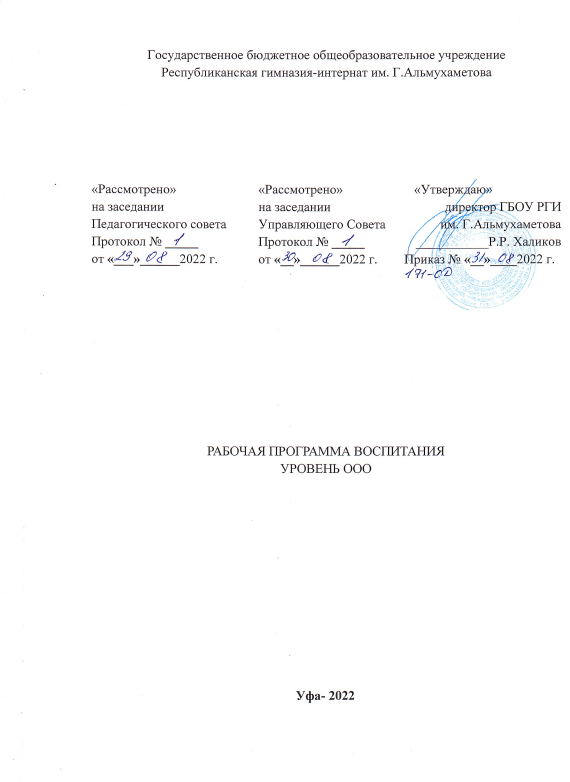 Государственное бюджетное общеобразовательное учреждение
Республиканская гимназия-интернат им. Г.Альмухаметова
«Рассмотрено»
на заседании
Педагогического совета
Протокол № 1
от «29» 08 2022 г.
«Рассмотрено»
на заседании
Управляющего Совета
Протокол № 1
от «30» 08 2022 г.
«Утверждаю»
директор ГБОУ РГИ
им. Г.Альмухаметова
Р.Р. Халиков
Приказ № «31» 08 2022 г.
171-ОД
РАБОЧАЯ ПРОГРАММА ВОСПИТАНИЯ
УРОВЕНЬ ООО
Уфа- 2022